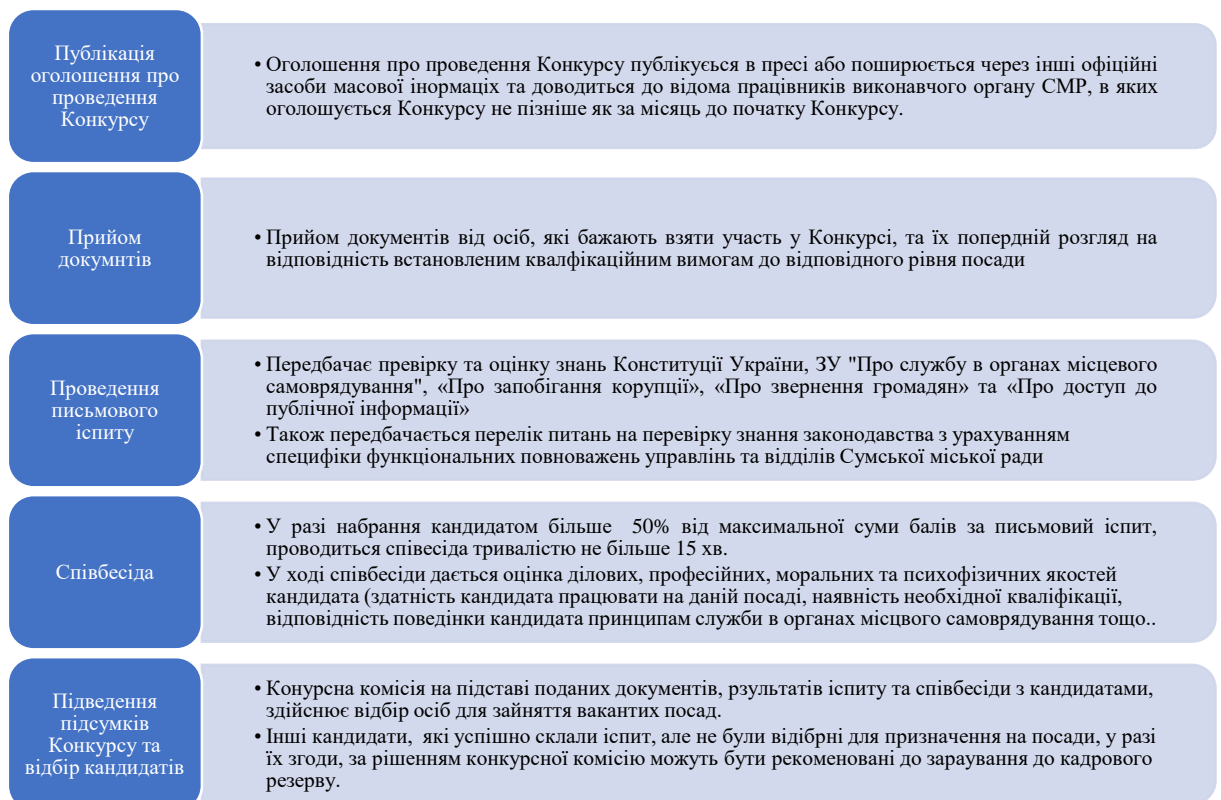 Публікація
оголошення про
проведення
Конкурсу
• Оголошення про проведення Конкурсу публікується в пресі або поширюється через інші офіційні
засоби масової інормаціх та доводиться до відома працівників виконавчого органу СМР, в яких
оголошується Конкурсу не пізніше як за місяць до початку Конкурсу.
Прийом
докумнтів
• Прийом документів від осіб, які бажають взяти участь у Конкурсі, та їх попердній розгляд на
відповідність встановленим квалфікаційним вимогам до відповідного рівня посади
Проведення
письмового
іспиту
• Передбачає превірку та оцінку знань Конституції України, ЗУ "Про службу в органах місцевого
самоврядування", «Про запобігання корупції», «Про звернення громадян» та «Про доступ до
публічної інформації»
• Також передбачається перелік питань на перевірку знання законодавства з урахуванням
специфіки функціональних повноважень управлінь та відділів Сумської міської ради
Співбесіда
• У разі набрання кандидатом більше 50% від максимальної суми балів за письмовий іспит,
проводиться співесіда тривалістю не більше 15 хв.
• У ході співбесіди дається оцінка ділових, професійних, моральних та психофізичних якостей
кандидата (здатність кандидата працювати на даній посаді, наявність необхідної кваліфікації,
відповідність поведінки кандидата принципам служби в органах місцвого самоврядування тощо..
Підведення
підсумків
Конкурсу та
відбір кандидатів
• Конурсна комісія на підставі поданих документів, рзультатів іспиту та співбесіди з кандидатами,
здійснює відбір осіб для зайняття вакантих посад.
• Інші кандидати, які успішно склали іспит, але не були відібрні для призначення на посади, у разі
їх згоди, за рішенням конкурсної комісію можуть бути рекоменовані до зараування до кадрового
резерву.